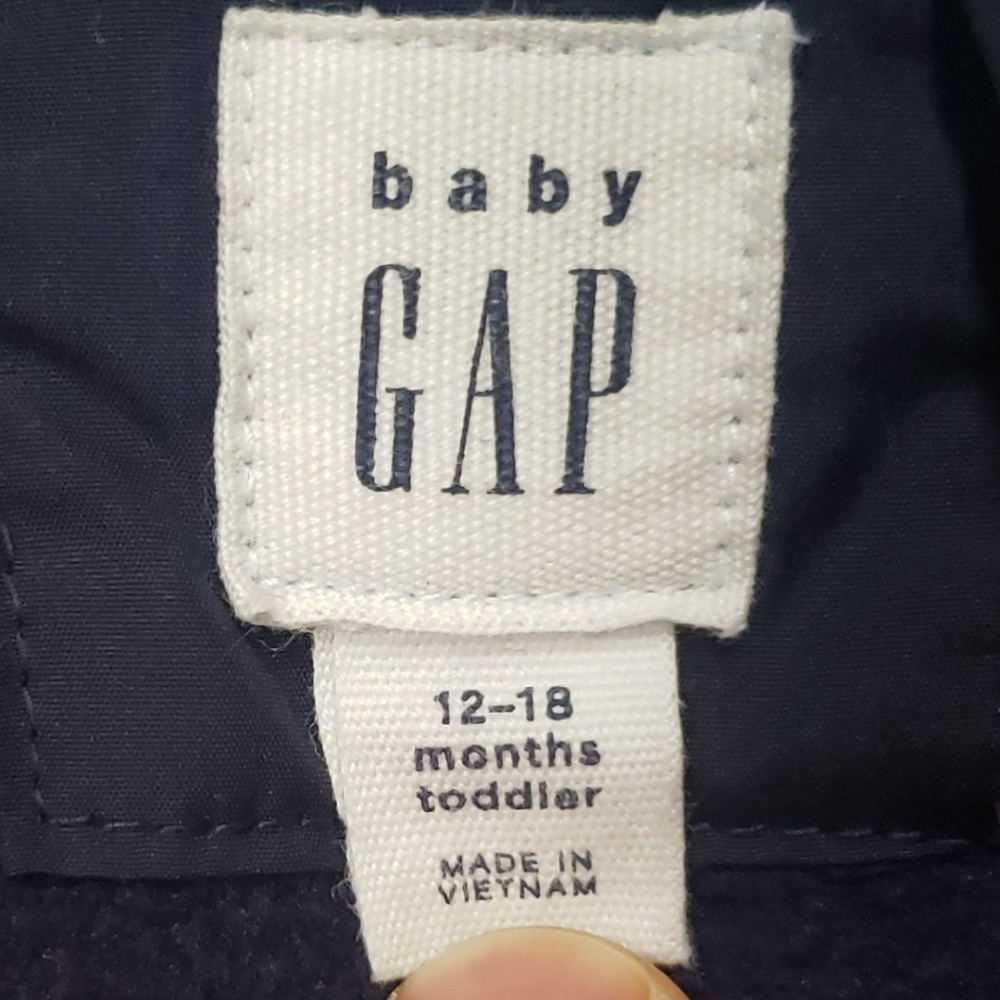 baby
GAP
12-18
months
toddler
MADE IN
VIETNAM